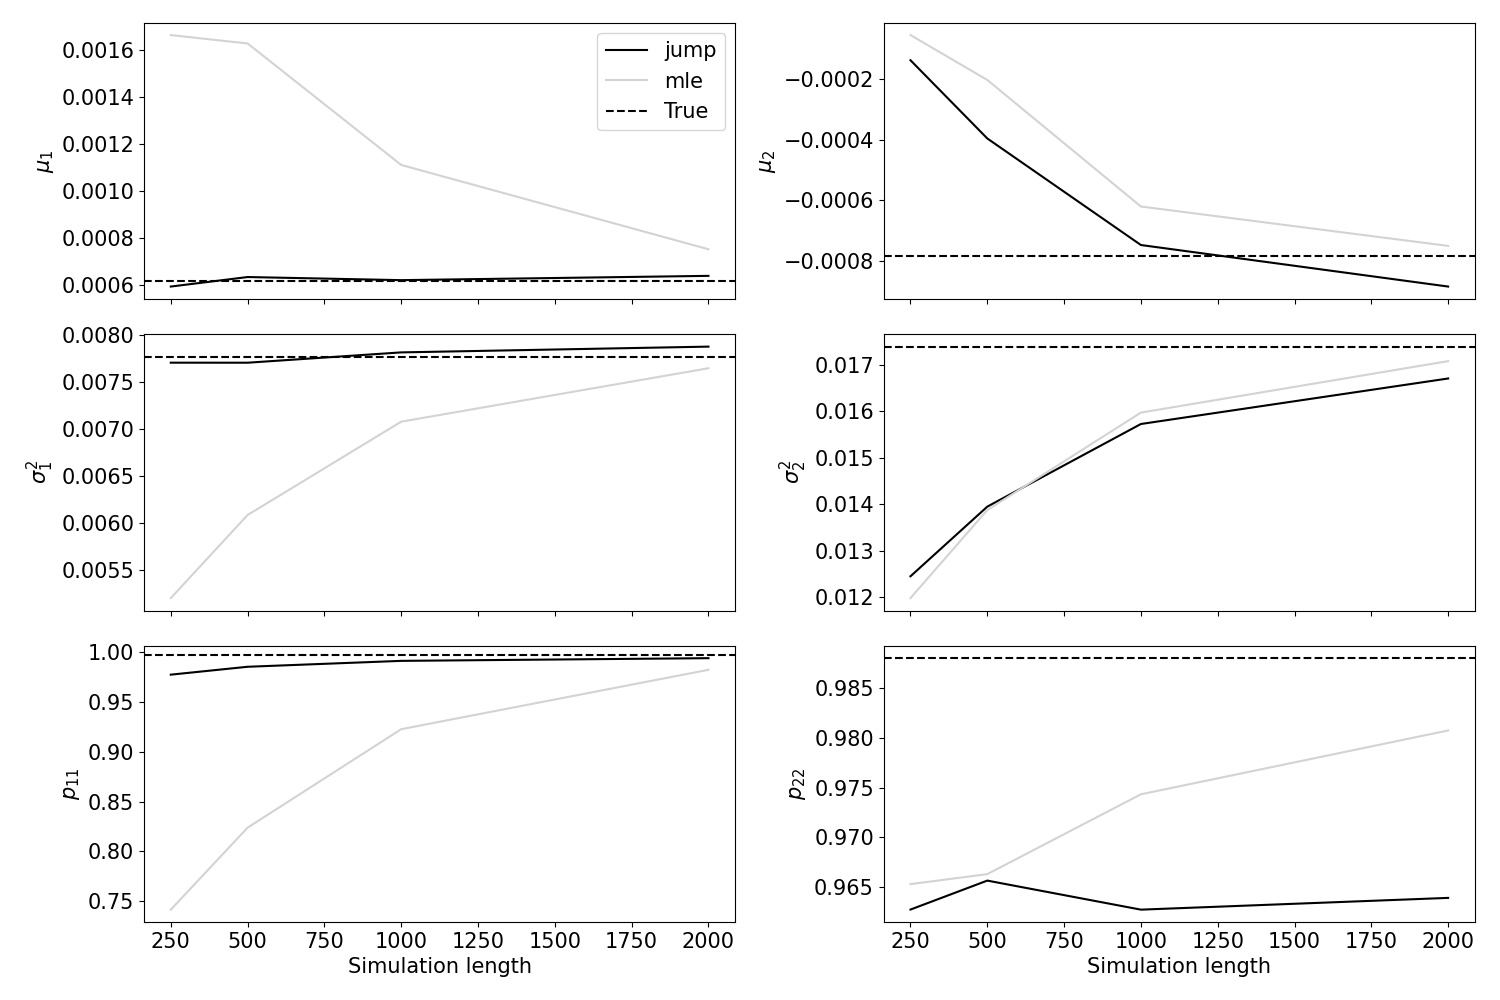 0.0016
0.0014
0.0012
0.0010
0.0008
0.0006
μ₁
jump
mle
True
−0.0002
−0.0004
−0.0006
−0.0008
μ₂
0.0080
0.0075
0.0070
0.0065
0.0060
0.0055
σ₁²
0.017
0.016
0.015
0.014
0.013
0.012
σ₂²
1.00
0.95
0.90
0.85
0.80
0.75
p₁₁
250 500 750 1000 1250 1500 1750 2000
Simulation length
0.985
0.980
0.975
0.970
0.965
p₂₂
250 500 750 1000 1250 1500 1750 2000
Simulation length